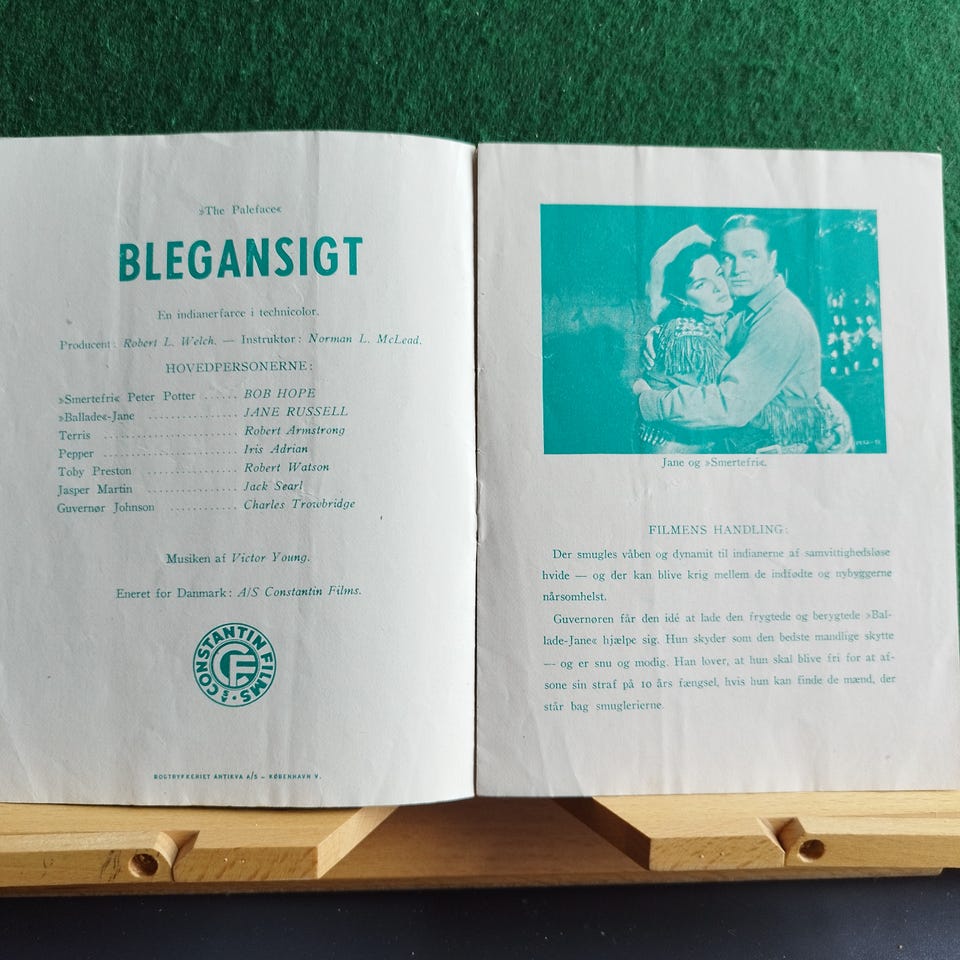 »The Paleface«
BLEGANSIGT
En indianerfarce i technicolor.
Producent: Robert L. Welch. — Instruktør: Norman L. McLead.
HOVEDPERSONERNE:
»Smertefri« Peter Potter ...... BOB HOPE
»Ballade«-Jane ................ JANE RUSSELL
Terris ........................ Robert Armstrong
Pepper ........................ Iris Adrian
Toby Preston .................. Robert Watson
Jasper Martin ................ Jack Searl
Guvernør Johnson ............ Charles Trowbridge
Musiken af Victor Young.
Eneret for Danmark: A/S Constantin Films.
A/S CONSTANTIN FILMS
CF
BOGTRYKKERIET ANTIKVA A/S – KØBENHAVN V.
Jane og »Smertefri«.
FILMENS HANDLING:
Der smugles våben og dynamit til indianerne af samvittighedsløse
hvide — og der kan blive krig mellem de indfødte og nybyggerne
nårsomhelst.
Guvernøren får den idé at lade den frygtede og berygtede »Bal-
lade-Jane« hjælpe sig. Hun skyder som den bedste mandlige skytte
— og er snu og modig. Han lover, at hun skal blive fri for at af-
sone sin straf på 10 års fængsel, hvis hun kan finde de mænd, der
står bag smuglerierne.